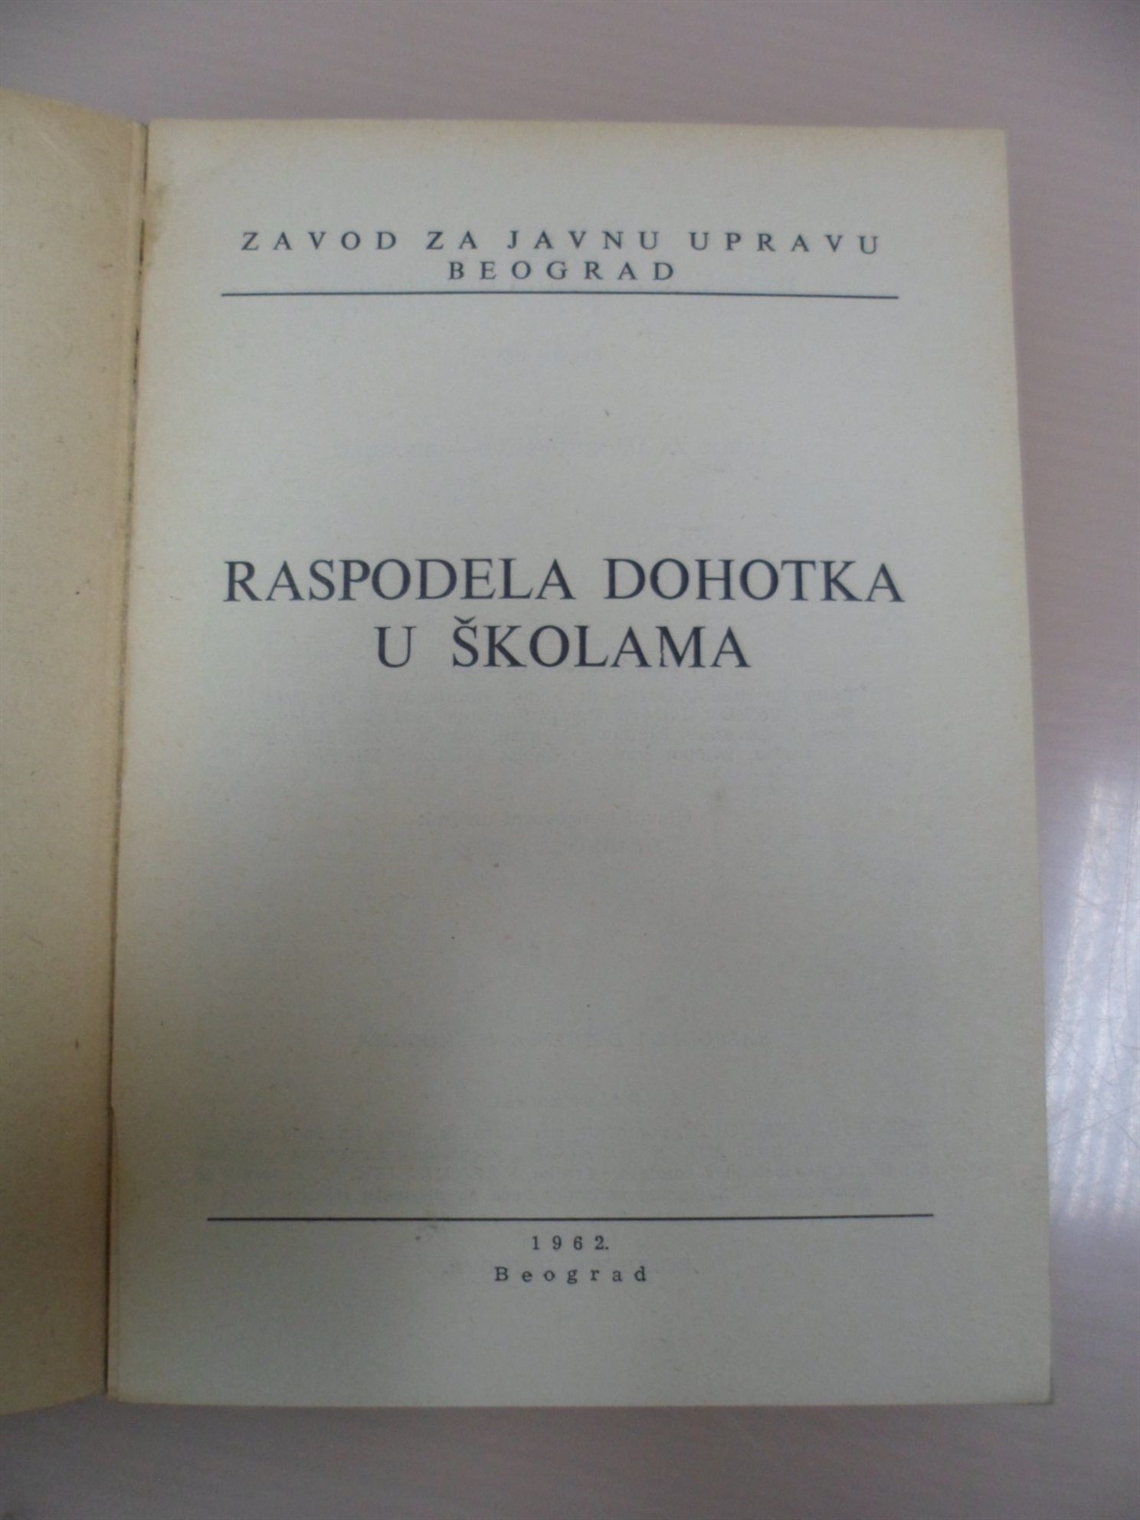 ZAVOD ZA JAVNU UPRAVU
BEOGRAD
RASPODELA DOHOTKA
U ŠKOLAMA
1962.
Beograd